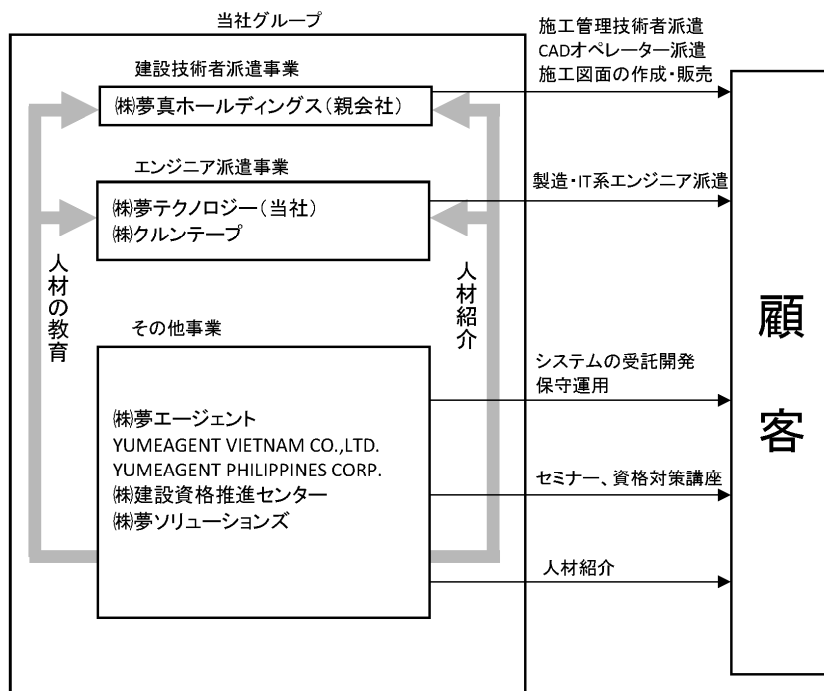 当社グループ
建設技術者派遣事業
㈱夢真ホールディングス(親会社)
エンジニア派遣事業
㈱夢テクノロジー(当社)
㈱クルンテープ
人材の教育
人材紹介
その他事業
㈱夢エージェント
YUMEAGENT VIETNAM CO.,LTD.
YUMEAGENT PHILIPPINES CORP.
㈱建設資格推進センター
㈱夢ソリューションズ
施工管理技術者派遣
CADオペレーター派遣
施工図面の作成・販売
製造・IT系エンジニア派遣
システムの受託開発
保守運用
セミナー、資格対策講座
人材紹介
顧客